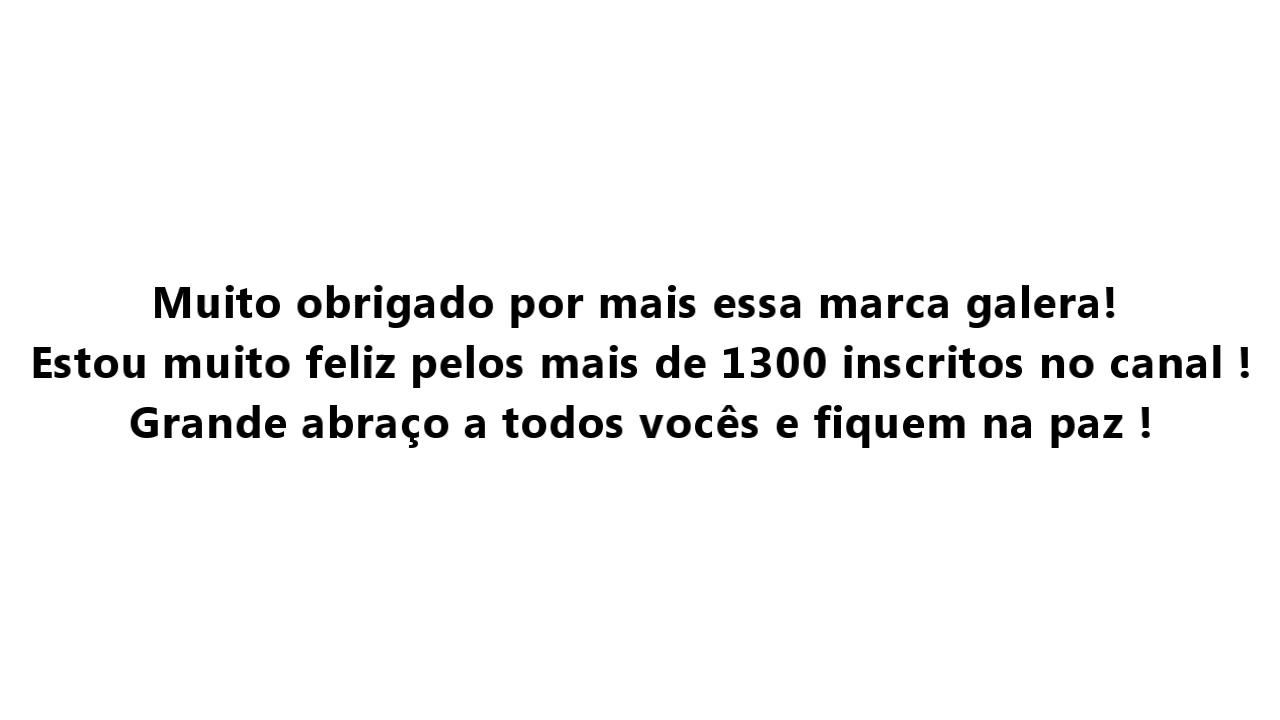 Muito obrigado por mais essa marca galera!
Estou muito feliz pelos mais de 1300 inscritos no canal !
Grande abraço a todos vocês e fiquem na paz !